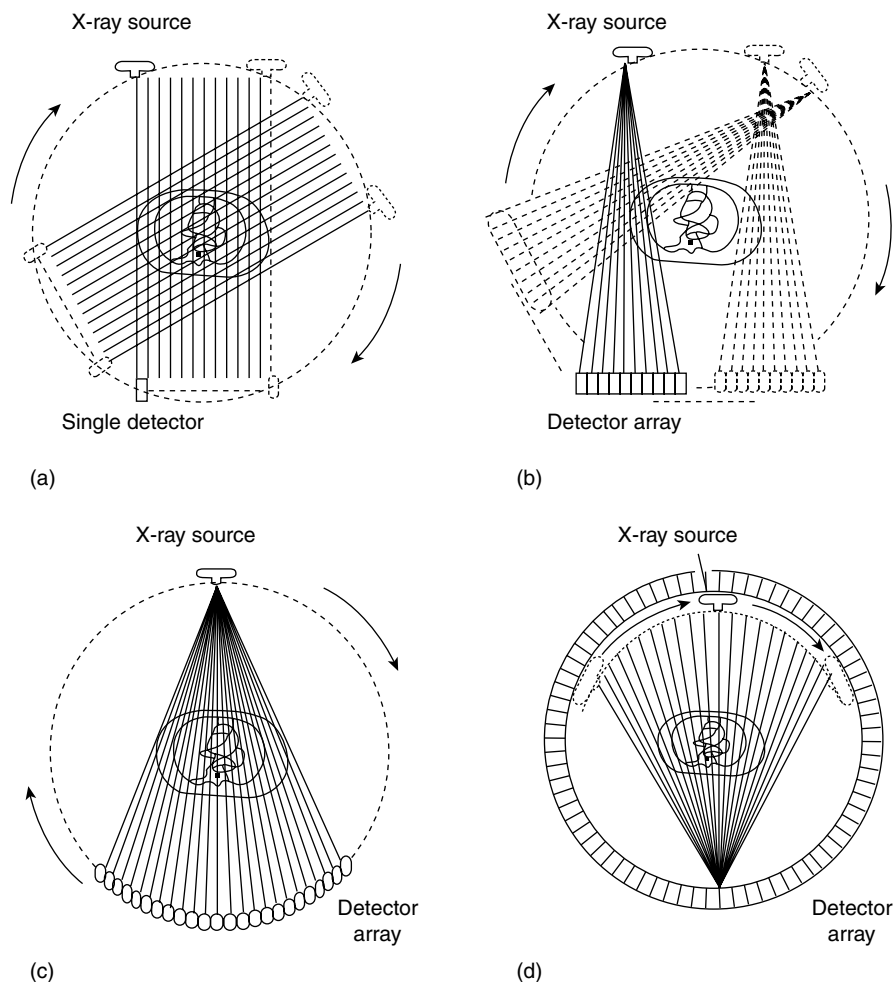 X-ray source
Single detector
(a)
X-ray source
Detector array
(b)
X-ray source
Detector
array
(c)
X-ray source
Detector
array
(d)